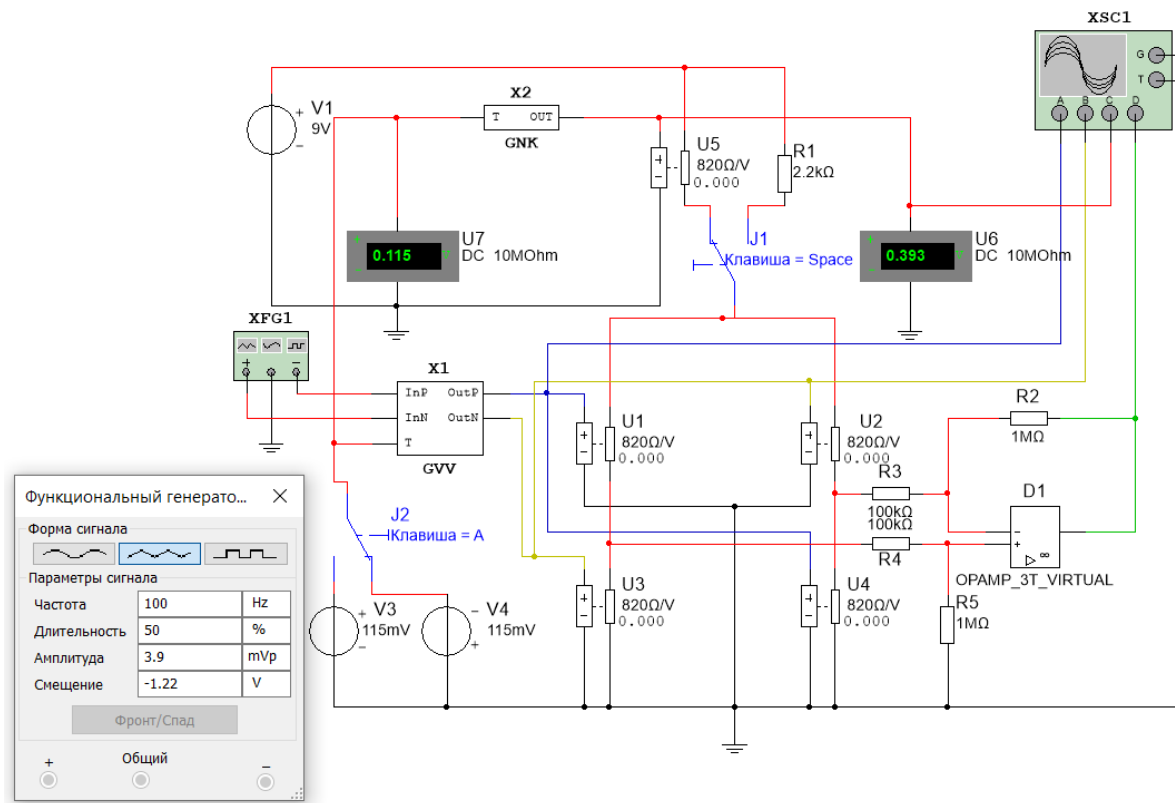 XSC1
G
T
A B C D
V1
9V
X2
T OUT
GNK
U5
820Ω/V
0.000
R1
2.2kΩ
U7
0.115 V
DC 10MOhm
J1
Клавиша = Space
U6
0.393 V
DC 10MOhm
XFG1
X1
InP OutP
InN OutN
T
GVV
U1
820Ω/V
0.000
U2
820Ω/V
0.000
R2
1MΩ
R3
100kΩ
100kΩ
R4
D1
∞
OPAMP_3T_VIRTUAL
J2
Клавиша = A
V3
115mV
V4
115mV
U3
820Ω/V
0.000
U4
820Ω/V
0.000
R5
1MΩ
Функциональный генерато...
Форма сигнала
Параметры сигнала
Частота 100 Hz
Длительность 50 %
Амплитуда 3.9 mVp
Смещение -1.22 V
Фронт/Спад
+ Общий −